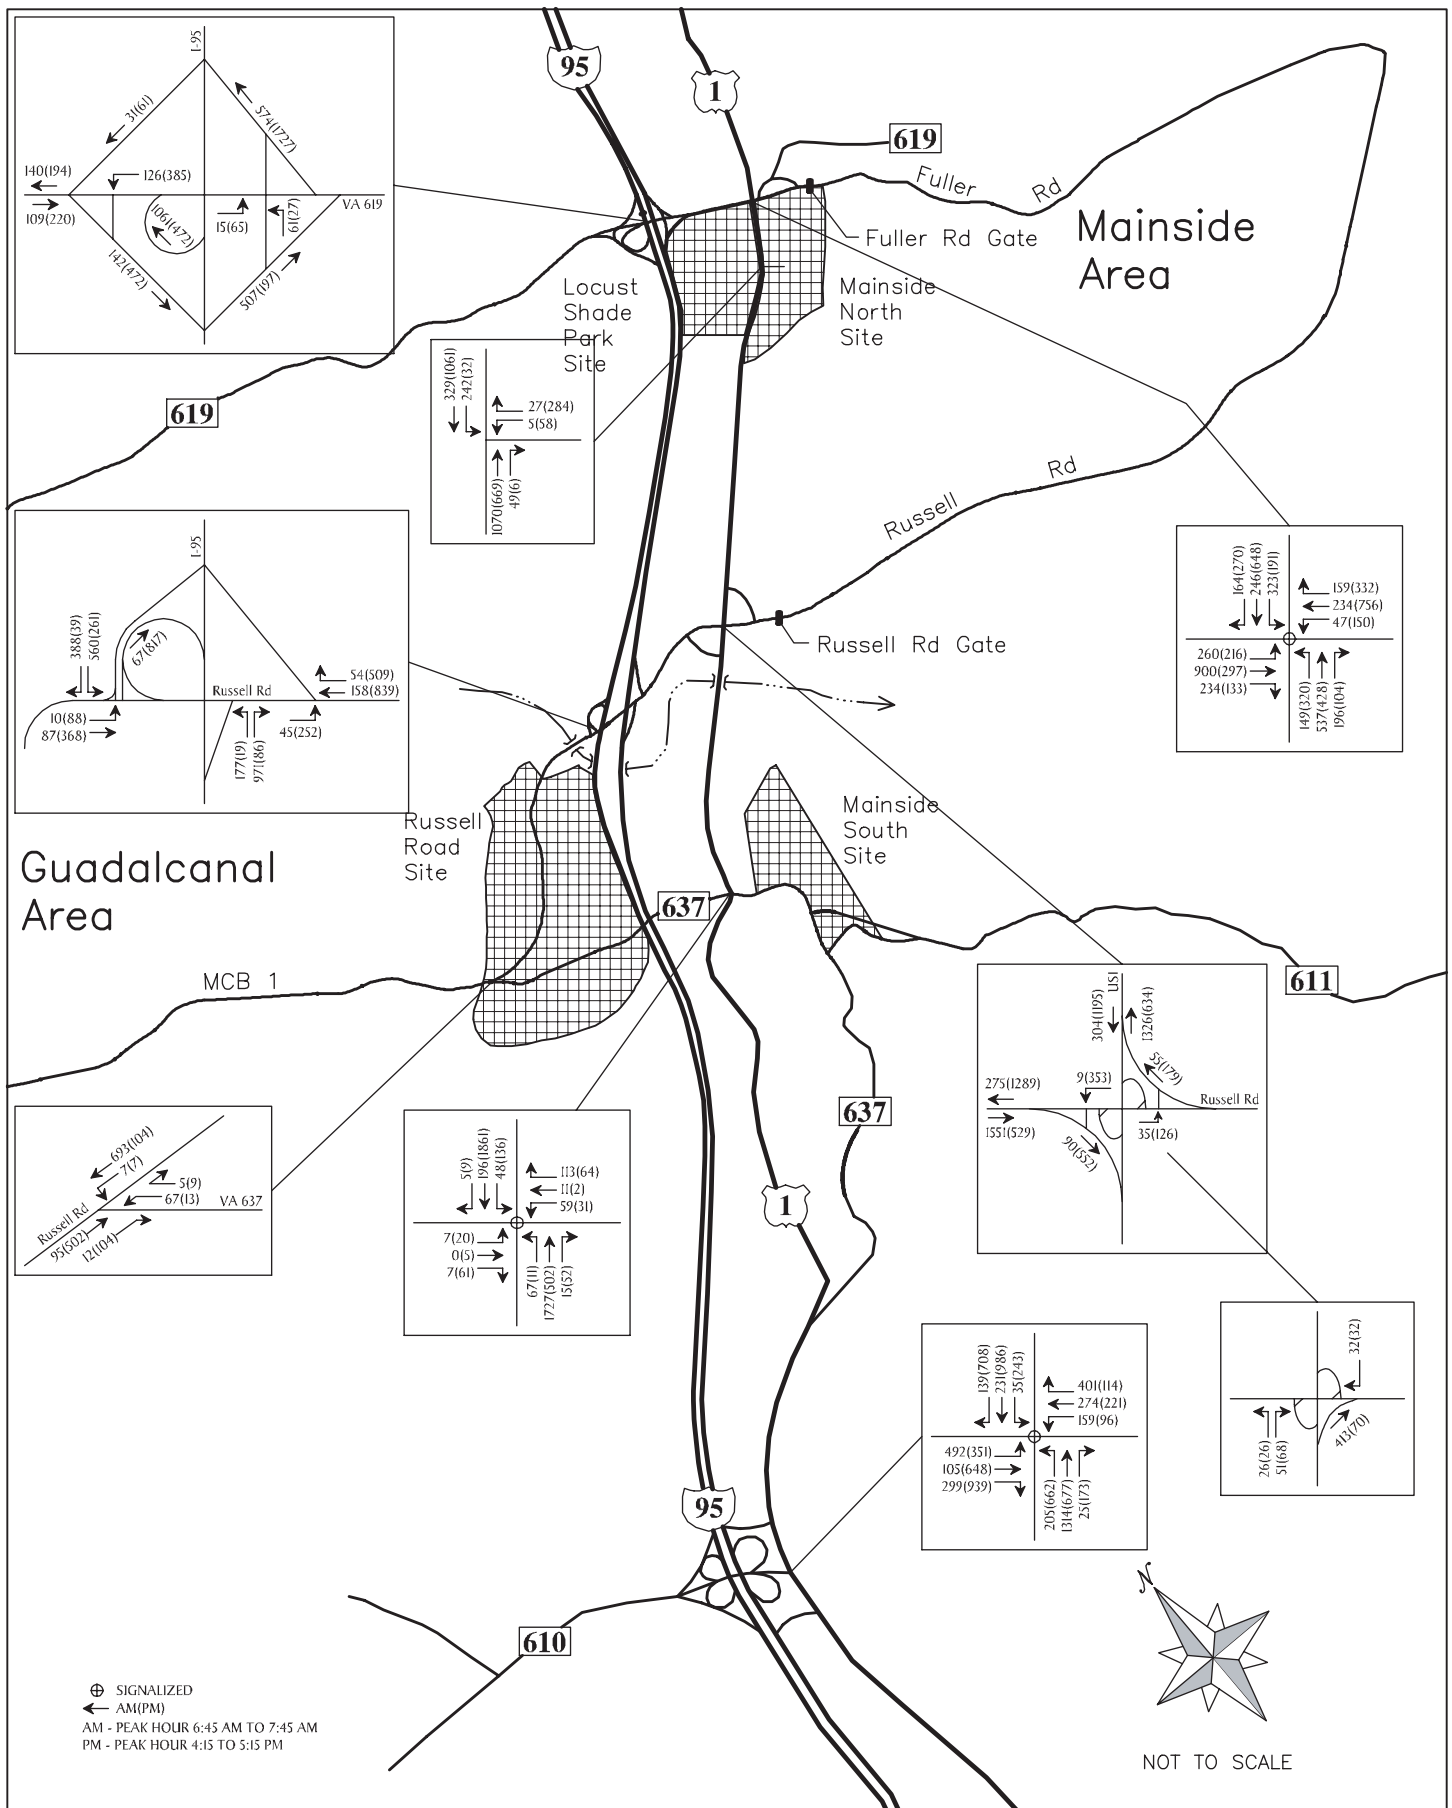 95
1
619
Fuller
Rd
Fuller Rd Gate
Mainside
Area
Locust
Shade
Park
Site
Mainside
North
Site
I-95
31(61)
574(1727)
140(194)
109(220)
126(385)
1061(472)
15(65)
61(27)
VA 619
142(472)
507(197)
619
329(1061)
242(32)
27(284)
5(58)
1070(669)
49(6)
Russell
Rd
Russell Rd Gate
I-95
388(39)
560(261)
67(817)
Russell Rd
54(509)
158(839)
10(88)
87(368)
177(19)
971(86)
45(252)
164(270)
246(648)
323(191)
159(332)
234(756)
47(150)
260(216)
900(297)
234(133)
149(320)
537(428)
196(104)
Russell
Road
Site
Mainside
South
Site
Guadalcanal
Area
637
MCB 1
611
US1
304(1195)
1326(634)
55(179)
275(1289)
1551(529)
9(353)
Russell Rd
90(552)
35(126)
637
693(104)
7(7)
5(9)
67(13)
VA 637
Russell Rd
95(502)
12(104)
5(9)
196(1861)
48(136)
113(64)
11(2)
59(31)
7(20)
0(5)
7(61)
67(11)
1727(502)
15(52)
1
32(32)
26(26)
51(68)
413(70)
139(708)
231(986)
35(243)
401(114)
274(221)
159(96)
492(351)
105(648)
299(939)
205(662)
1314(677)
25(173)
95
610
N
SIGNALIZED
AM(PM)
AM - PEAK HOUR 6:45 AM TO 7:45 AM
PM - PEAK HOUR 4:15 TO 5:15 PM
NOT TO SCALE